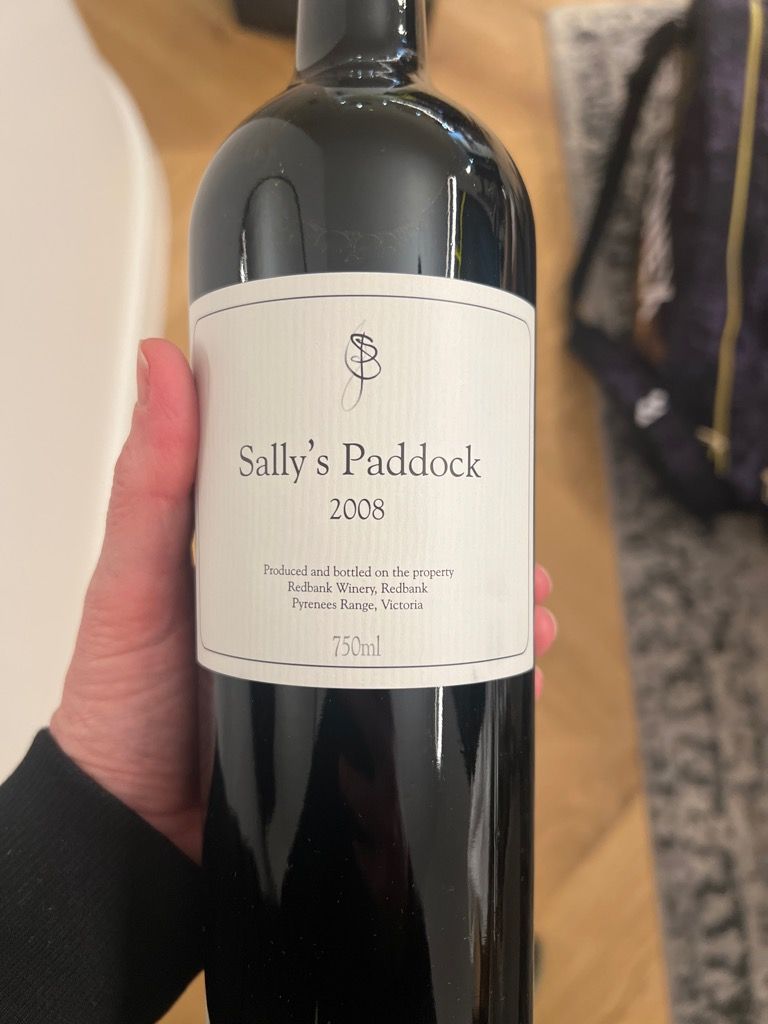 Sally's Paddock
2008
Produced and bottled on the property
Redbank Winery, Redbank
Pyrenees Range, Victoria
750ml